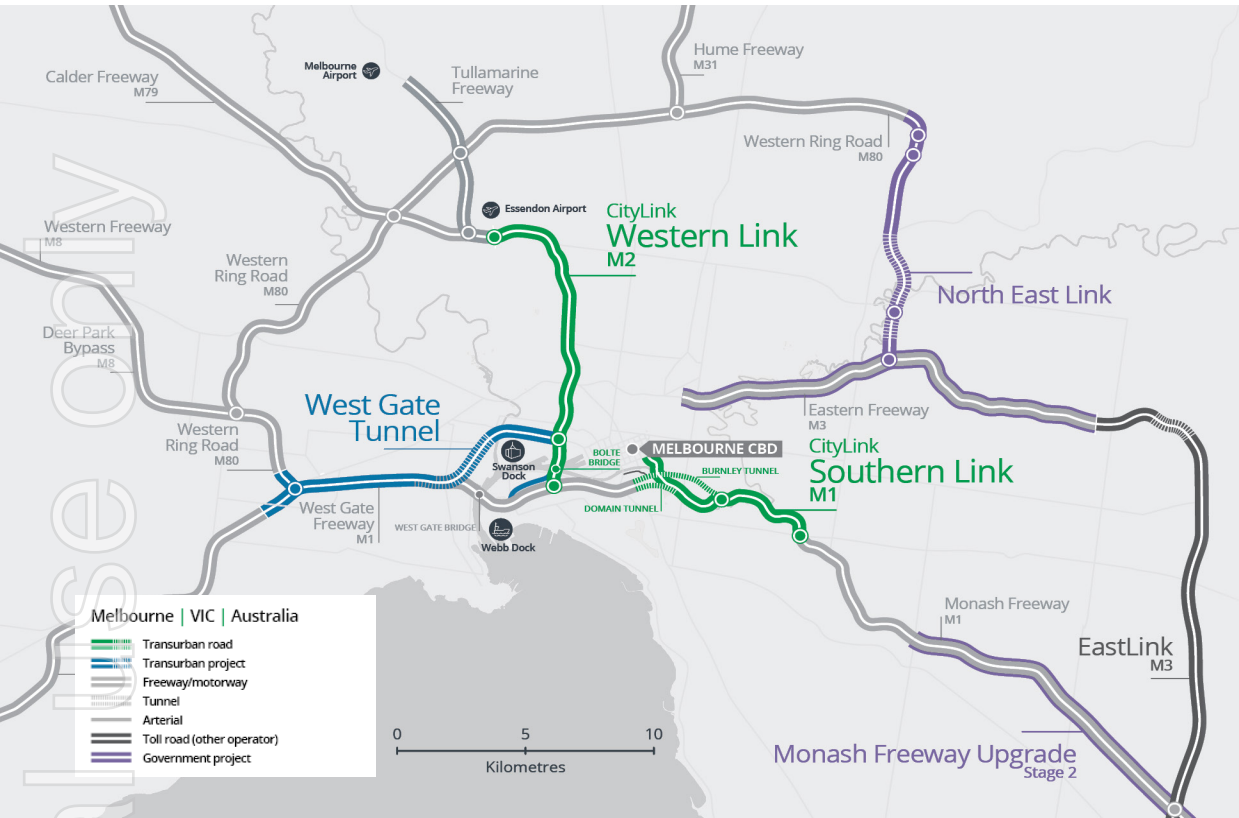 Hume Freeway
M31
Melbourne
Airport
Tullamarine
Freeway
Calder Freeway
M79
Western Ring Road
M80
Essendon Airport
CityLink
Western Link
M2
Western Freeway
M8
Western
Ring Road
M80
North East Link
Deer Park
Bypass
M8
West Gate
Tunnel
Eastern Freeway
M3
Western
Ring Road
M80
Swanson
Dock
BOLTE
BRIDGE
MELBOURNE CBD
CityLink
Southern Link
M1
BURNLEY TUNNEL
DOMAIN TUNNEL
West Gate
Freeway
M1
WEST GATE BRIDGE
Webb Dock
Monash Freeway
M1
EastLink
M3
Monash Freeway Upgrade
Stage 2
Melbourne | VIC | Australia
Transurban road
Transurban project
Freeway/motorway
Tunnel
Arterial
Toll road (other operator)
Government project
0 5 10
Kilometres
al use only